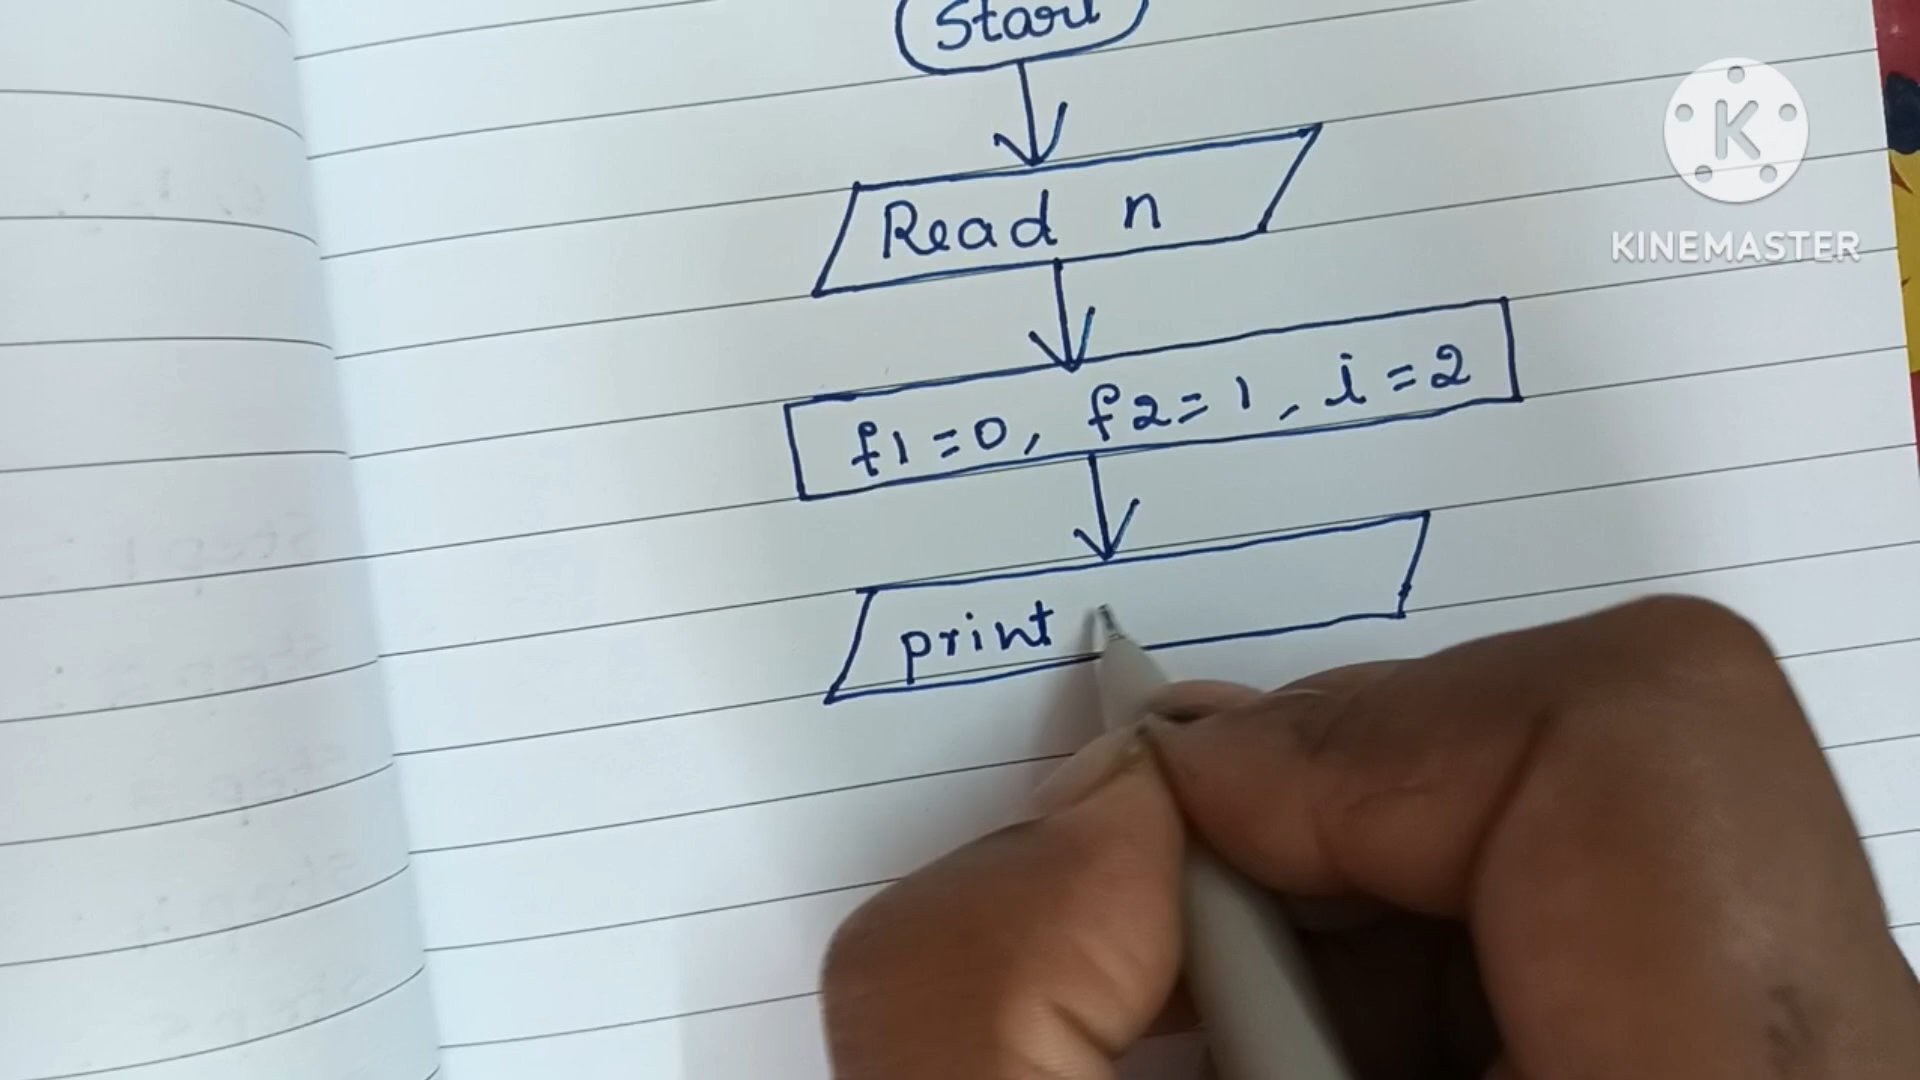 Start
Read n
f1=0, f2=1, i=2
print
K
KINEMASTER